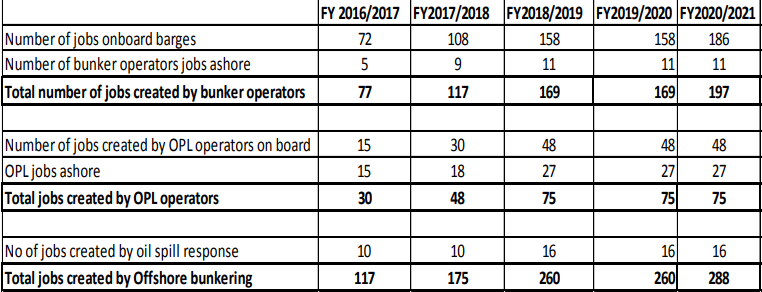 FY 2016/2017 FY2017/2018 FY2018/2019 FY2019/2020 FY2020/2021
Number of jobs onboard barges 72 108 158 158 186
Number of bunker operators jobs ashore 5 9 11 11 11
Total number of jobs created by bunker operators 77 117 169 169 197
Number of jobs created by OPL operators on board 15 30 48 48 48
OPL jobs ashore 15 18 27 27 27
Total jobs created by OPL operators 30 48 75 75 75
No of jobs created by oil spill response 10 10 16 16 16
Total jobs created by Offshore bunkering 117 175 260 260 288